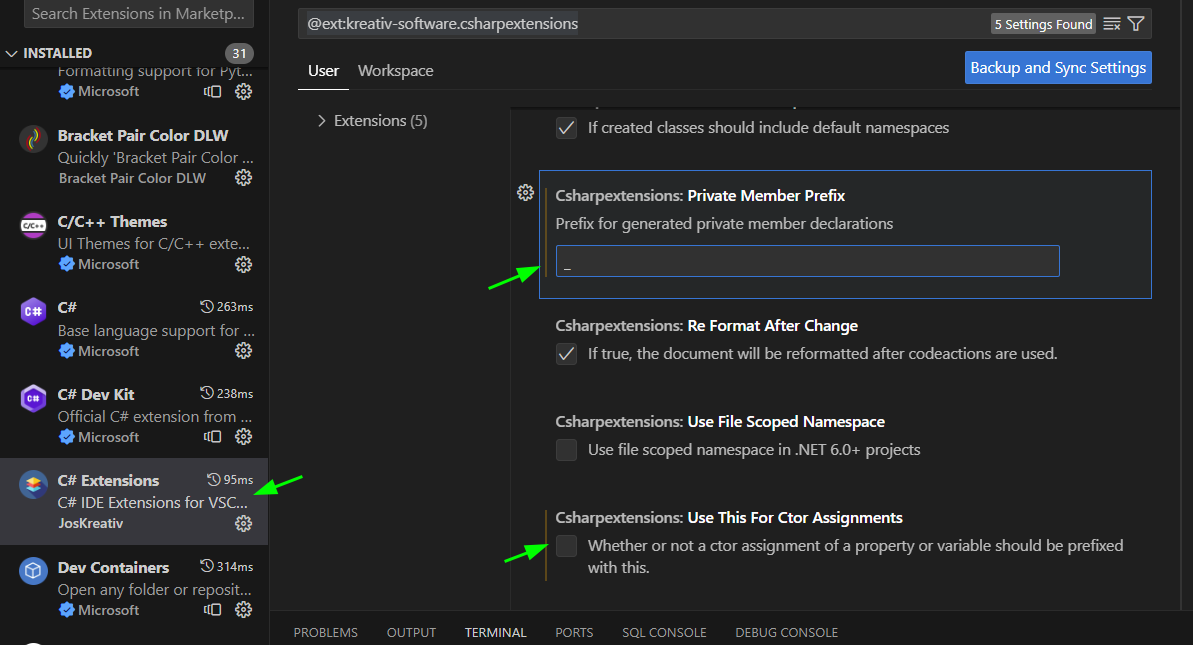 Search Extensions in Marketp...
INSTALLED
31
Formatting support for Pyt...
Microsoft
Bracket Pair Color DLW
Quickly 'Bracket Pair Color ...
Bracket Pair Color DLW
C/C++
C/C++ Themes
UI Themes for C/C++ exte...
Microsoft
C#
C#
263ms
Base language support for ...
Microsoft
C#
C# Dev Kit
238ms
Official C# extension from ...
Microsoft
C# Extensions
95ms
C# IDE Extensions for VSC...
JosKreativ
Dev Containers
314ms
Open any folder or reposit...
Microsoft
@ext:kreativ-software.csharpextensions
5 Settings Found
User
Workspace
Backup and Sync Settings
Extensions (5)
If created classes should include default namespaces
Csharpextensions: Private Member Prefix
Prefix for generated private member declarations
_
Csharpextensions: Re Format After Change
If true, the document will be reformatted after codeactions are used.
Csharpextensions: Use File Scoped Namespace
Use file scoped namespace in .NET 6.0+ projects
Csharpextensions: Use This For Ctor Assignments
Whether or not a ctor assignment of a property or variable should be prefixed
with this.
PROBLEMS
OUTPUT
TERMINAL
PORTS
SQL CONSOLE
DEBUG CONSOLE